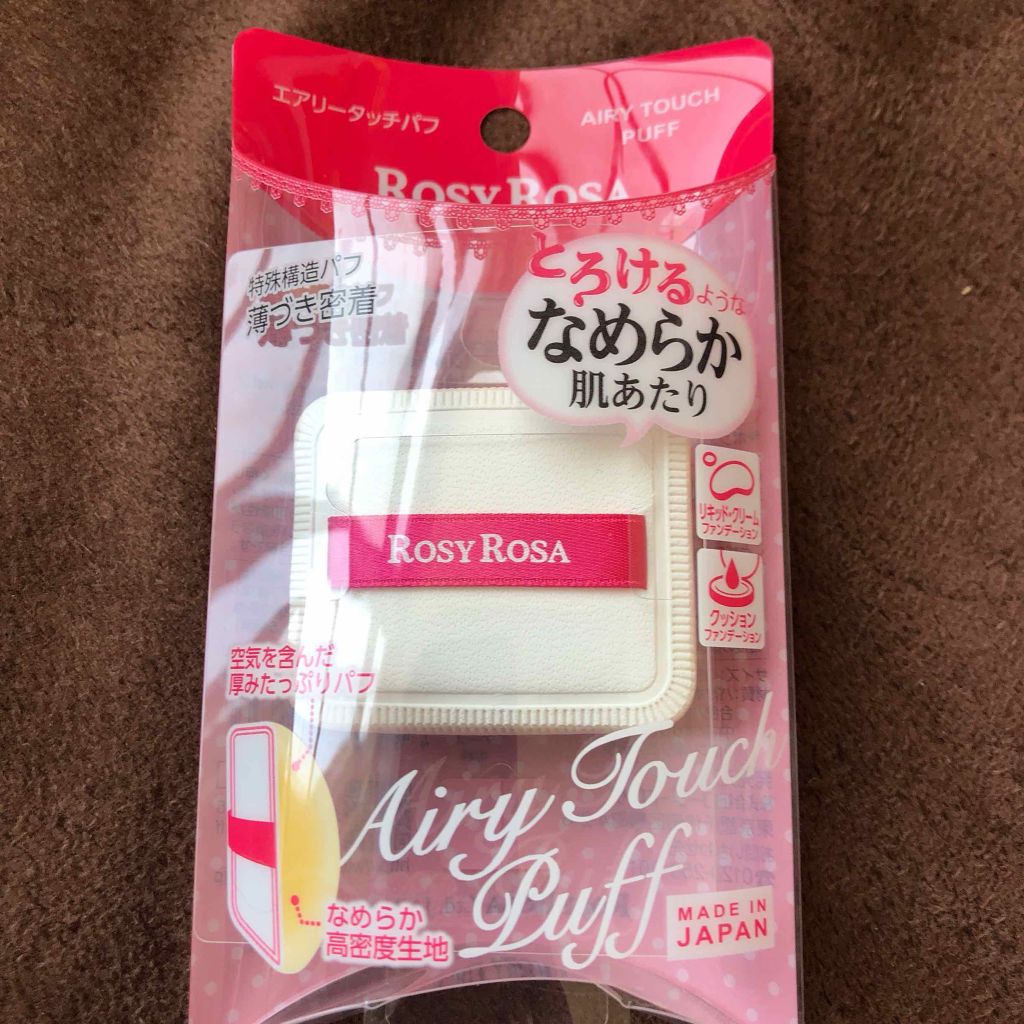 エアリータッチパフ
AIRY TOUCH
PUFF
ROSY ROSA
特殊構造パフ
薄づき密着
とろけるような
なめらか
肌あたり
リキッド・クリーム
ファンデーション
ROSY ROSA
クッション
ファンデーション
空気を含んだ
厚みたっぷりパフ
Airy Touch
Puff
なめらか
高密度生地
MADE IN
JAPAN